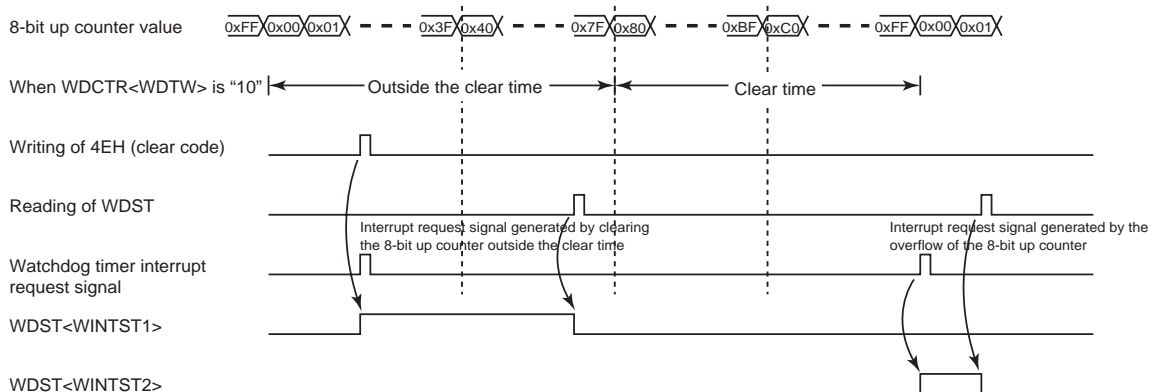 8-bit up counter value 0xFF 0x00 0x01 0x3F 0x40 0x7F 0x80 0xBF 0xC0 0xFF 0x00 0x01
When WDCTR<WDTW> is “10” Outside the clear time Clear time
Writing of 4EH (clear code)
Reading of WDST
Interrupt request signal generated by clearing
the 8-bit up counter outside the clear time
Interrupt request signal generated by the
overflow of the 8-bit up counter
Watchdog timer interrupt
request signal
WDST<WINTST1>
WDST<WINTST2>